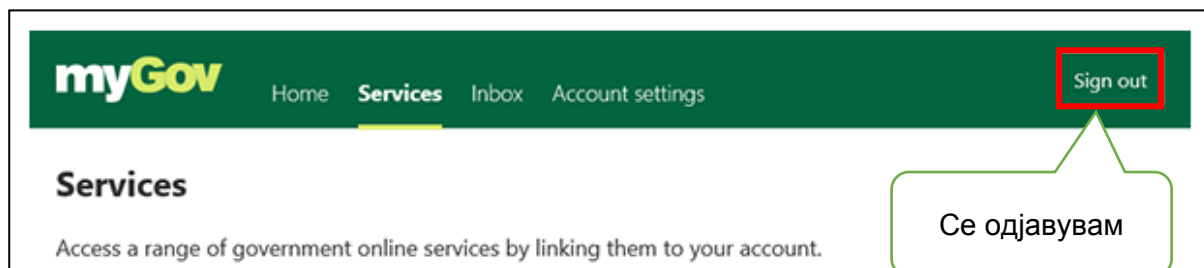 myGov Home Services Inbox Account settings Sign out
Services
Се одјавувам
Access a range of government online services by linking them to your account.